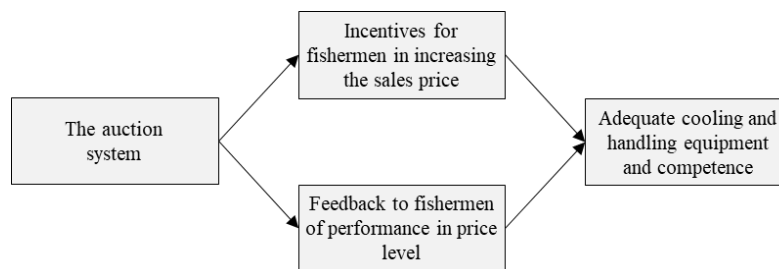 Incentives for
fishermen in increasing
the sales price
The auction
system
Adequate cooling and
handling equipment
and competence
Feedback to fishermen
of performance in price
level